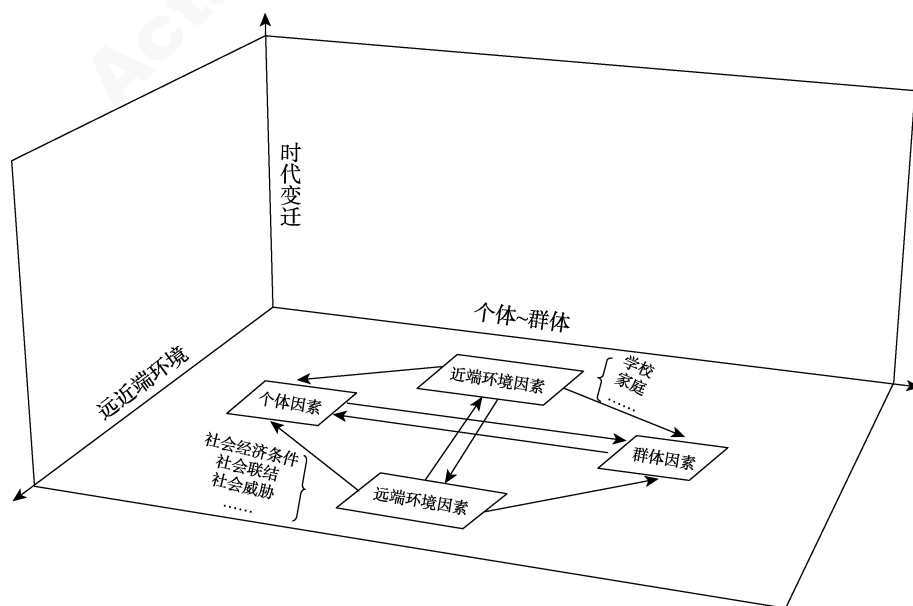 Actа
时代变迁
个体~群体
远近端环境
近端环境因素
学校
家庭
……
个体因素
群体因素
社会经济条件
社会联结
社会威胁
……
远端环境因素